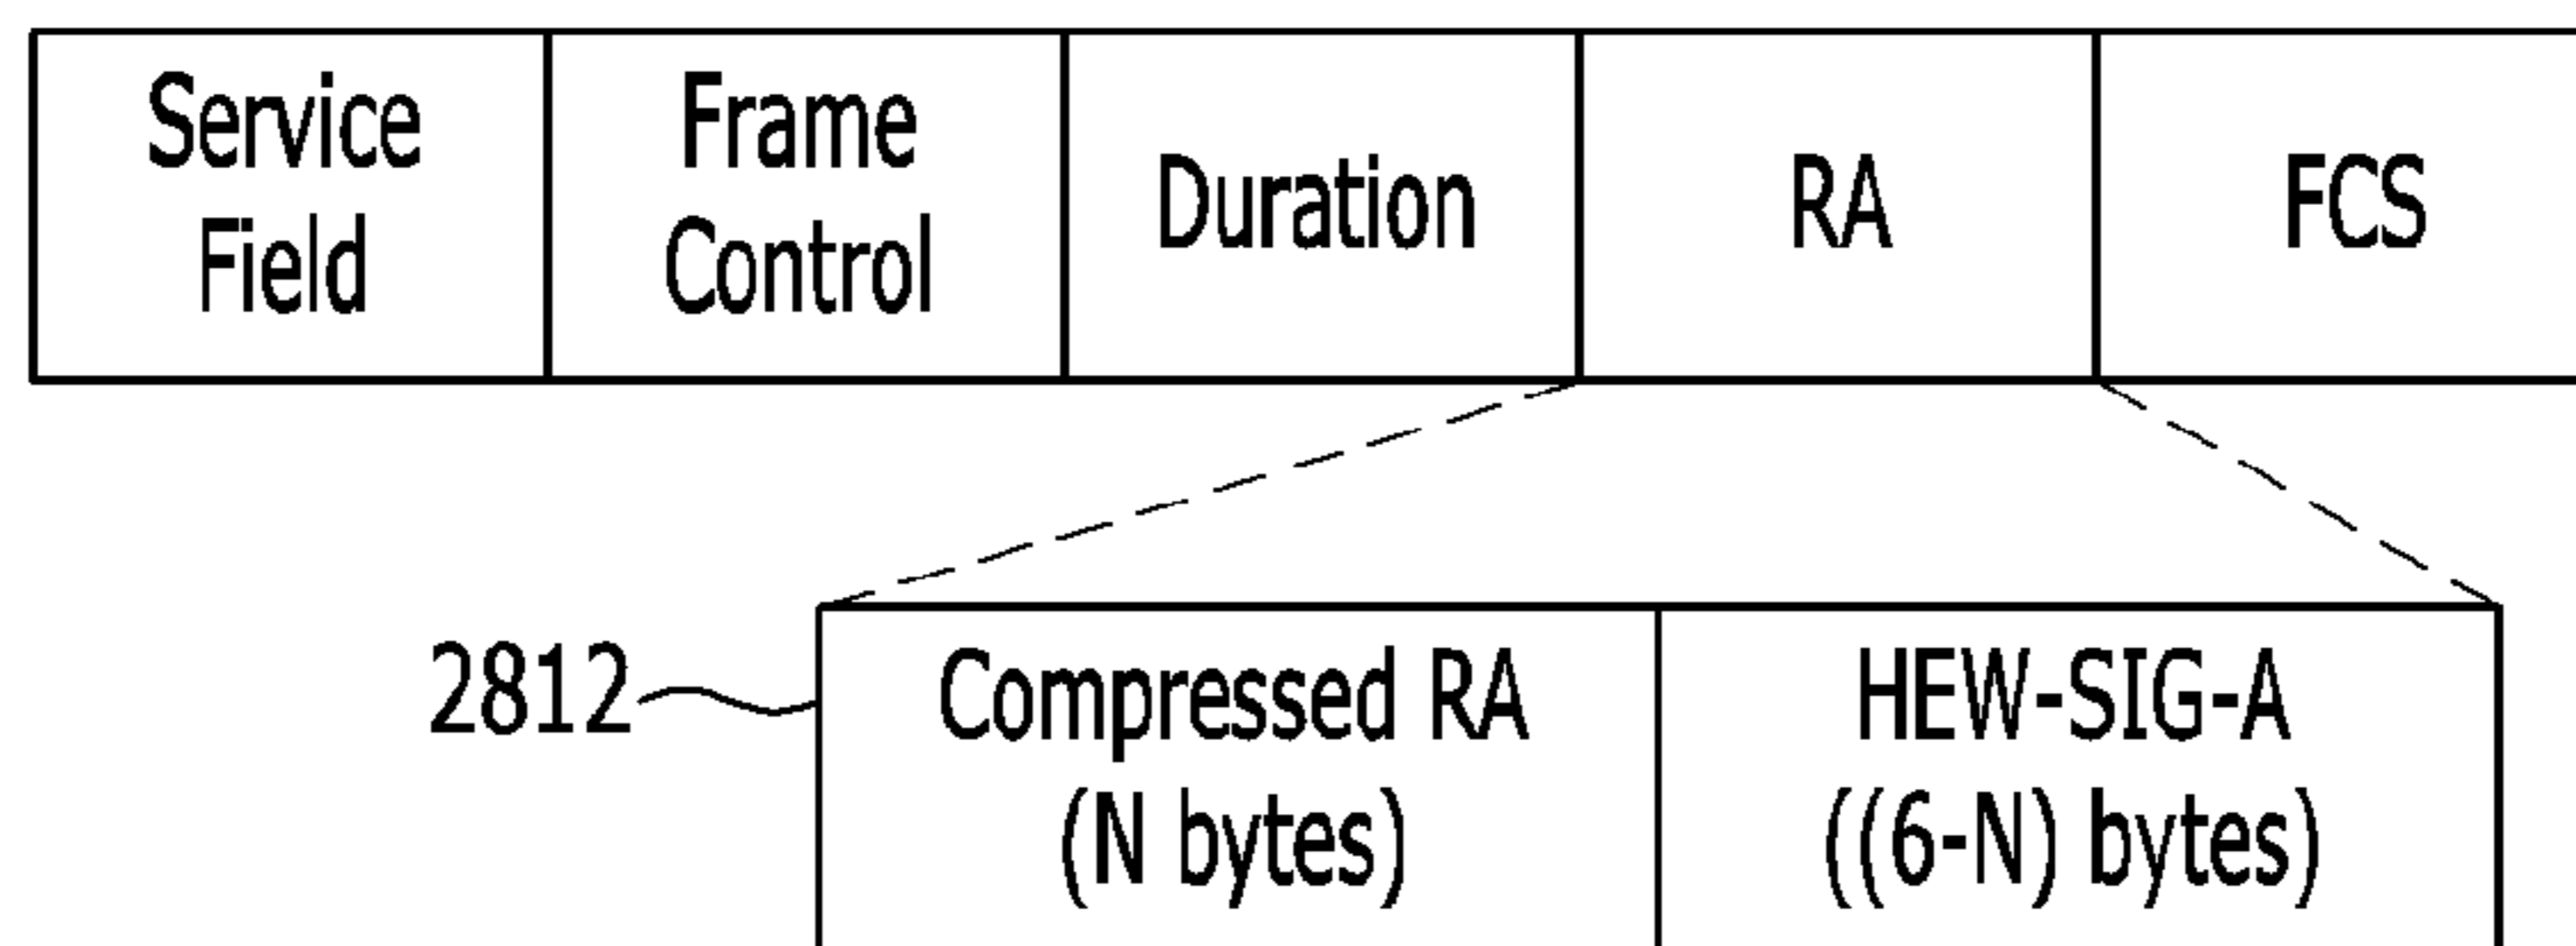 Service
Field
Frame
Control
Duration
RA
FCS
2812
Compressed RA
(N bytes)
HEW-SIG-A
((6-N) bytes)